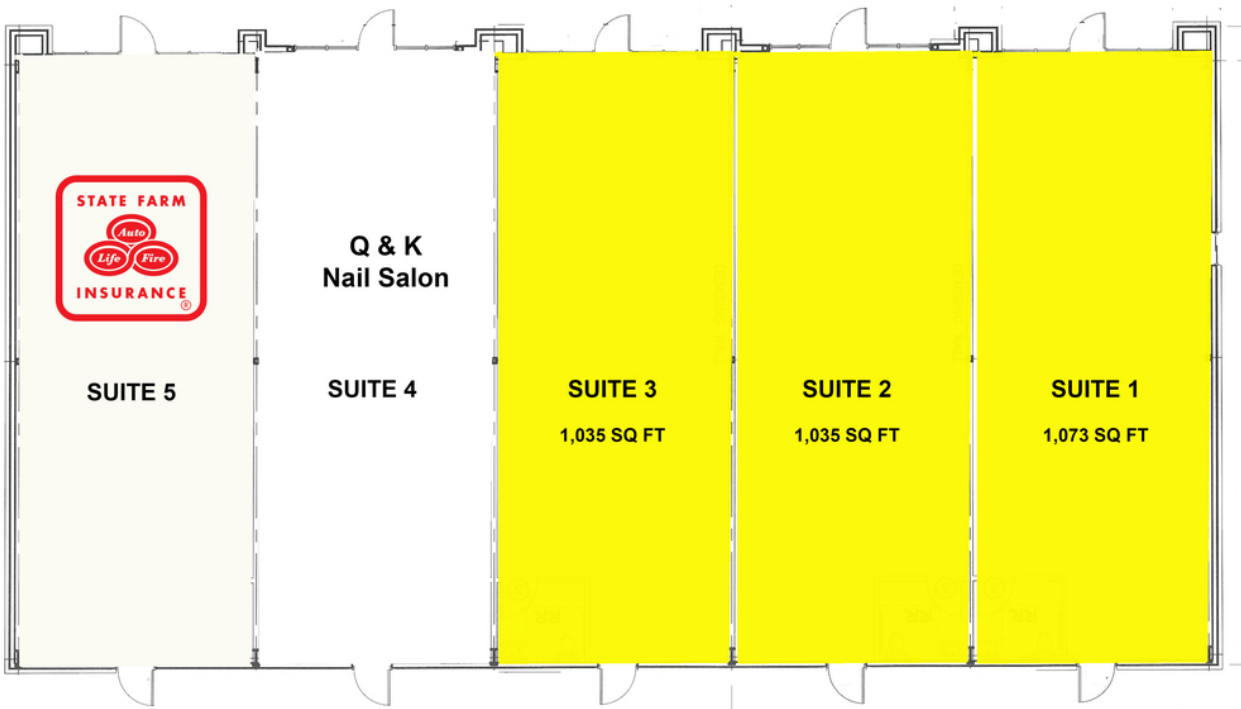 STATE FARM
Auto
Life Fire
INSURANCE
®
SUITE 5
Q & K
Nail Salon
SUITE 4
SUITE 3
1,035 SQ FT
SUITE 2
1,035 SQ FT
SUITE 1
1,073 SQ FT